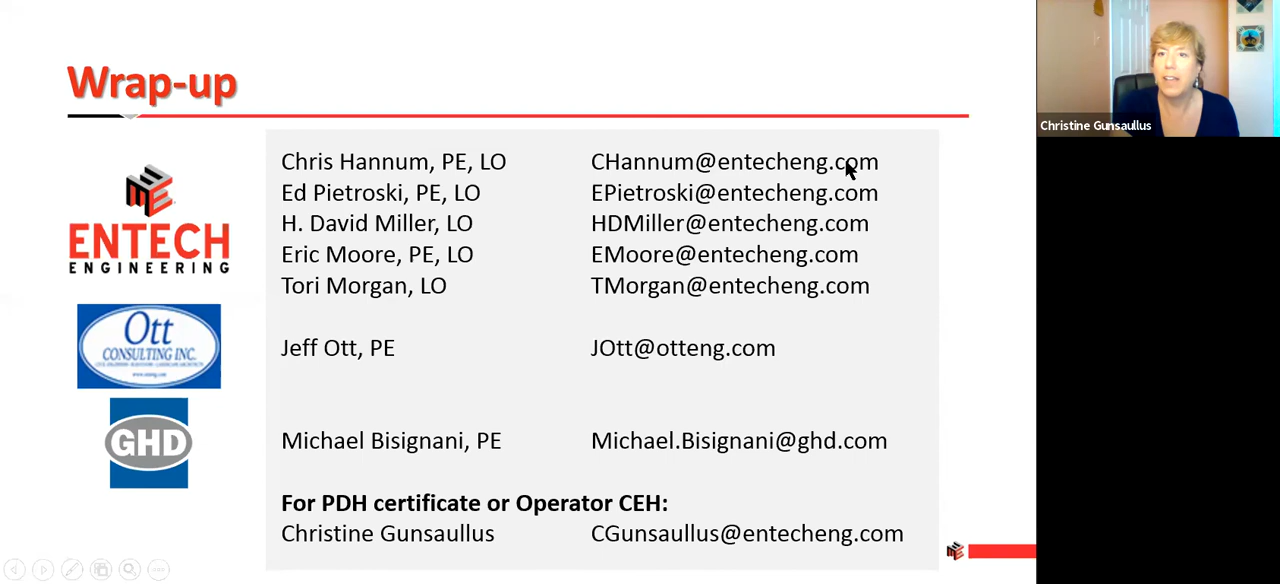 Wrap-up
ENTECH
ENGINEERING
Chris Hannum, PE, LO CHannum@entecheng.com
Ed Pietroski, PE, LO EPietroski@entecheng.com
H. David Miller, LO HDMiller@entecheng.com
Eric Moore, PE, LO EMoore@entecheng.com
Tori Morgan, LO TMorgan@entecheng.com
Ott
CONSULTING INC.
Jeff Ott, PE JOtt@otteng.com
GHD
Michael Bisignani, PE Michael.Bisignani@ghd.com
For PDH certificate or Operator CEH:
Christine Gunsaullus CGunsaullus@entecheng.com
Christine Gunsaullus